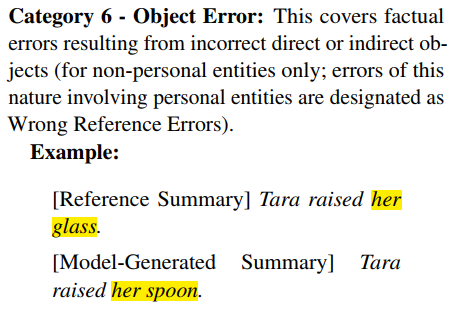 Category 6 - Object Error: This covers factual
errors resulting from incorrect direct or indirect ob-
jects (for non-personal entities only; errors of this
nature involving personal entities are designated as
Wrong Reference Errors).
Example:
[Reference Summary] Tara raised her
glass.
[Model-Generated Summary] Tara
raised her spoon.